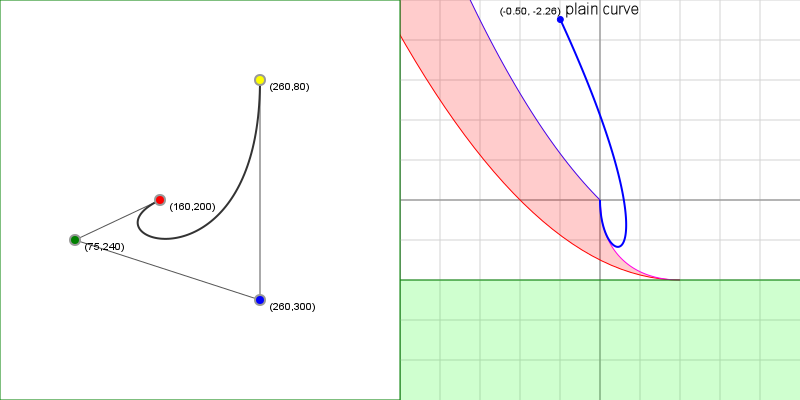 (-0.50, -2.26) plain curve
(260,80)
(160,200)
(75,240)
(260,300)